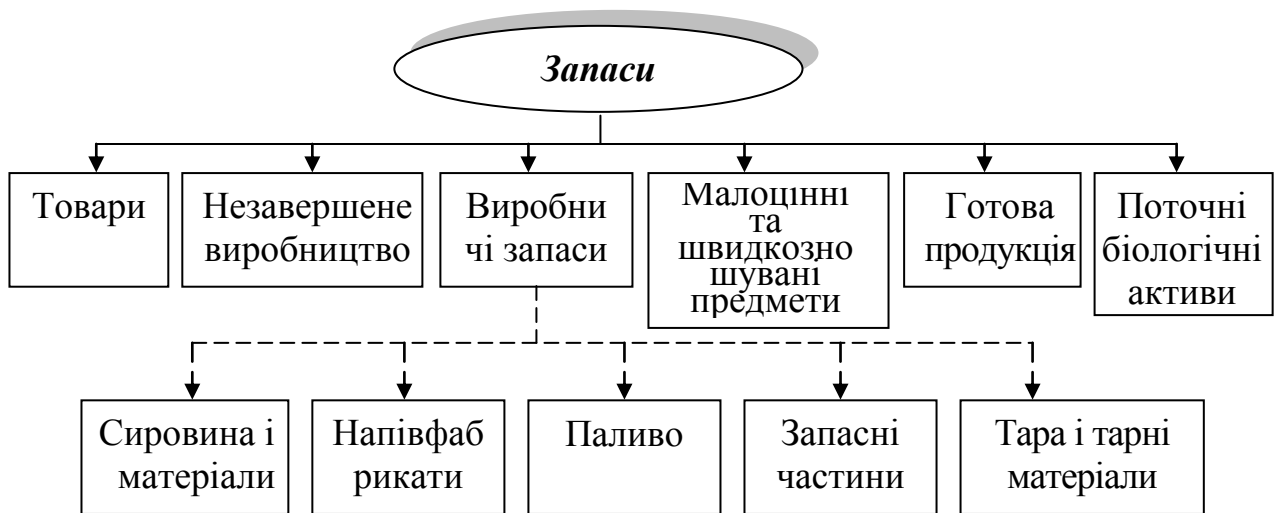 Запаси
Товари
Незавершене
виробництво
Виробни
чі запаси
Малоцінні
та
швидкозно
шувані
предмети
Готова
продукція
Поточні
біологічні
активи
Сировина і
матеріали
Напівфаб
рикати
Паливо
Запасні
частини
Тара і тарні
матеріали